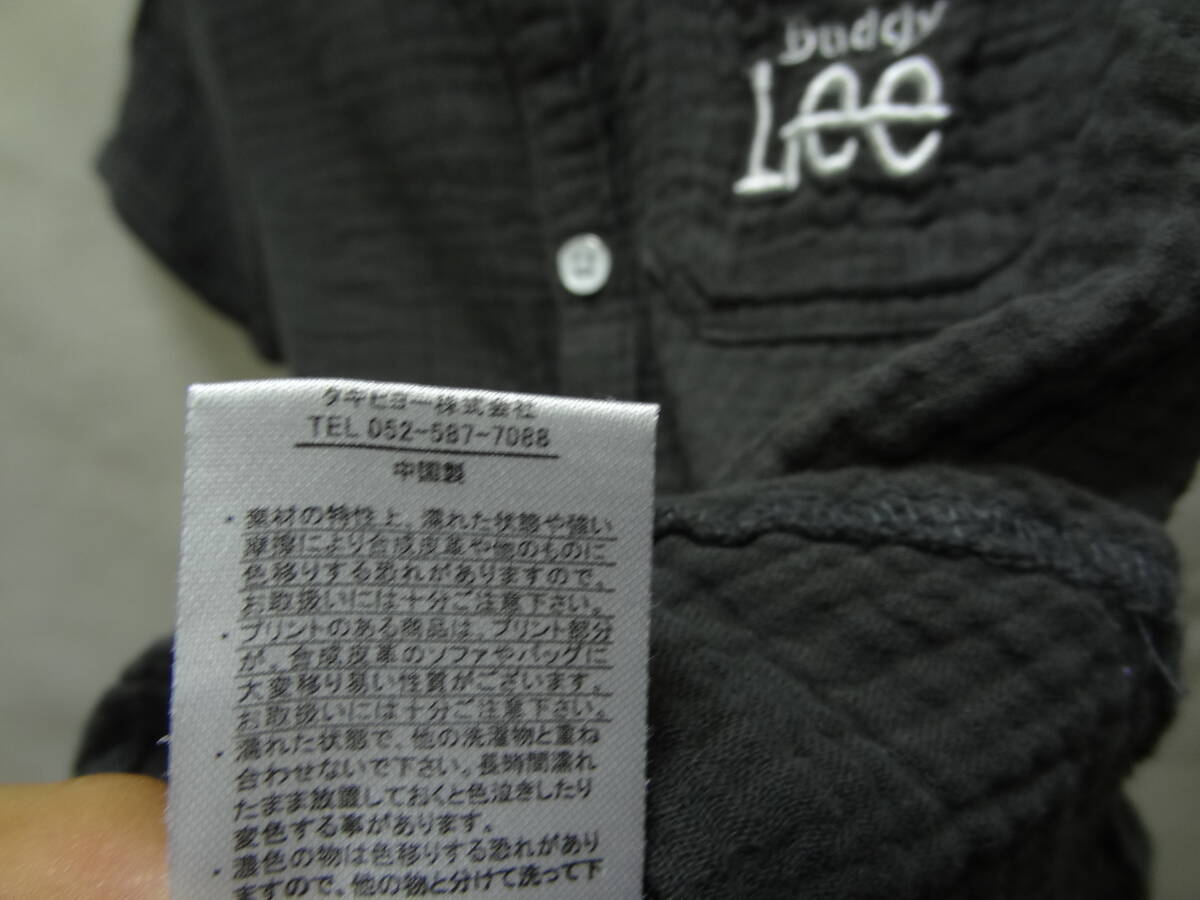 buddy
Lee
タキヒヨー株式会社
TEL 052-587-7088
中国製
・素材の特性上、濡れた状態や強い
摩擦により合成皮革や他のものに
色移りする恐れがありますので、
お取扱いには十分ご注意下さい。
・プリントのある商品は、プリント部分
が、合成皮革のソファやバッグに
大変移り易い性質がございます。
お取扱いには十分ご注意下さい。
・濡れた状態で、他の洗濯物と重ね
合わせないで下さい。長時間濡れ
たまま放置しておくと色泣きしたり
変色する事があります。
・濃色の物は色移りする恐れがあり
ますので、他の物と分けて洗って下